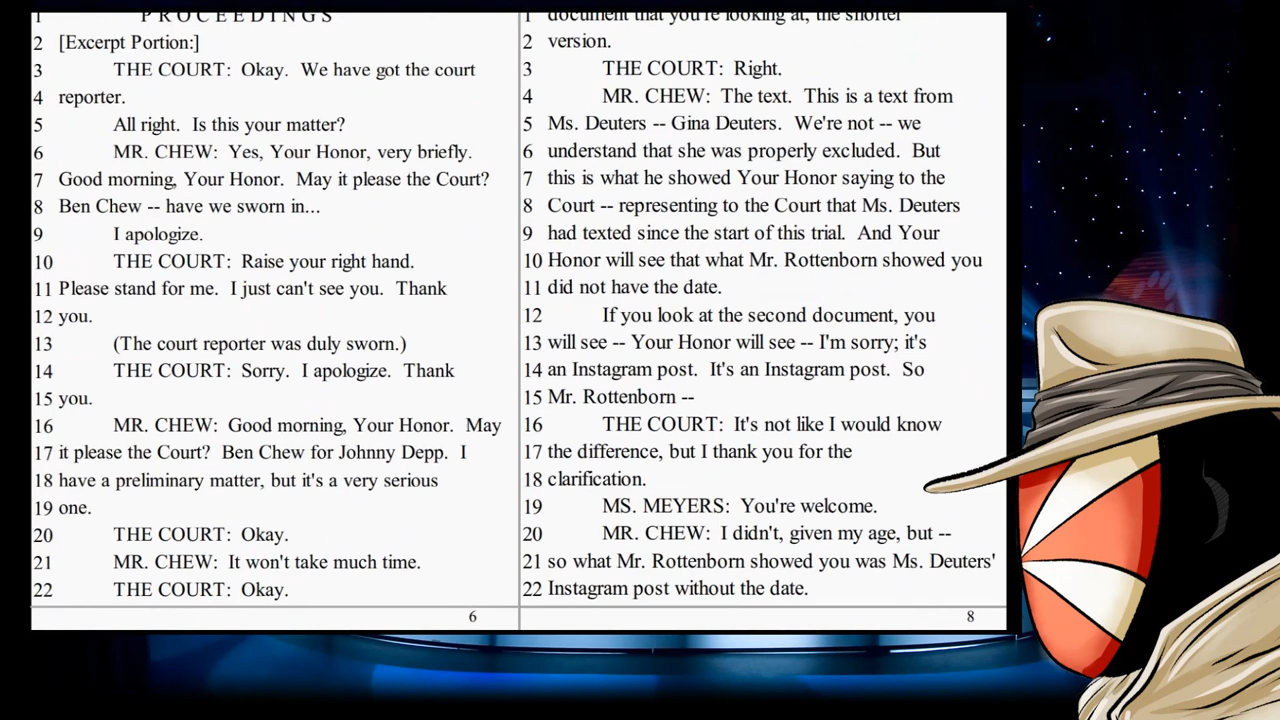 1 PROCEEDINGS
2 [Excerpt Portion:]
3 THE COURT: Okay. We have got the court
4 reporter.
5 All right. Is this your matter?
6 MR. CHEW: Yes, Your Honor, very briefly.
7 Good morning, Your Honor. May it please the Court?
8 Ben Chew -- have we sworn in...
9 I apologize.
10 THE COURT: Raise your right hand.
11 Please stand for me. I just can't see you. Thank
12 you.
13 (The court reporter was duly sworn.)
14 THE COURT: Sorry. I apologize. Thank
15 you.
16 MR. CHEW: Good morning, Your Honor. May
17 it please the Court? Ben Chew for Johnny Depp. I
18 have a preliminary matter, but it's a very serious
19 one.
20 THE COURT: Okay.
21 MR. CHEW: It won't take much time.
22 THE COURT: Okay.
6
1 document that you're looking at, the shorter
2 version.
3 THE COURT: Right.
4 MR. CHEW: The text. This is a text from
5 Ms. Deuters -- Gina Deuters. We're not -- we
6 understand that she was properly excluded. But
7 this is what he showed Your Honor saying to the
8 Court -- representing to the Court that Ms. Deuters
9 had texted since the start of this trial. And Your
10 Honor will see that what Mr. Rottenborn showed you
11 did not have the date.
12 If you look at the second document, you
13 will see -- Your Honor will see -- I'm sorry; it's
14 an Instagram post. It's an Instagram post. So
15 Mr. Rottenborn --
16 THE COURT: It's not like I would know
17 the difference, but I thank you for the
18 clarification.
19 MS. MEYERS: You're welcome.
20 MR. CHEW: I didn't, given my age, but --
21 so what Mr. Rottenborn showed you was Ms. Deuters'
22 Instagram post without the date.
8